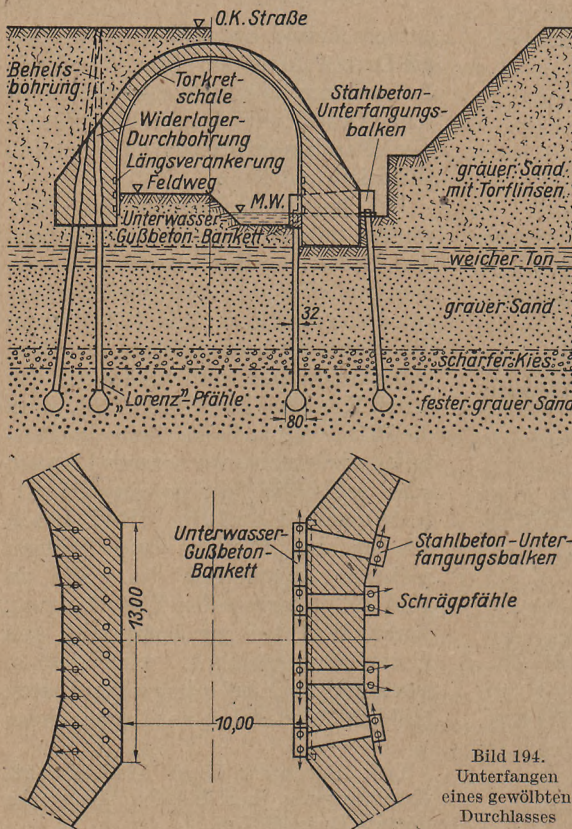 O.K. Straße
Behelfs-
bohrung
Torkret-
schale
Stahlbeton-
Unterfangungs-
balken
Widerlager-
Durchbohrung
Längsverankerung
Feldweg
M.W.
Unterwasser-
Gußbeton-Bankett
grauer Sand
mit Torflinsen
weicher Ton
grauer Sand
32
scharfer Kies
„Lorenz”-Pfähle
80
fester grauer Sand
Unterwasser-
Gußbeton-
Bankett
Stahlbeton-Unter-
fangungsbalken
Schrägpfähle
13,00
10,00
Bild 194.
Unterfangen
eines gewölbten
Durchlasses